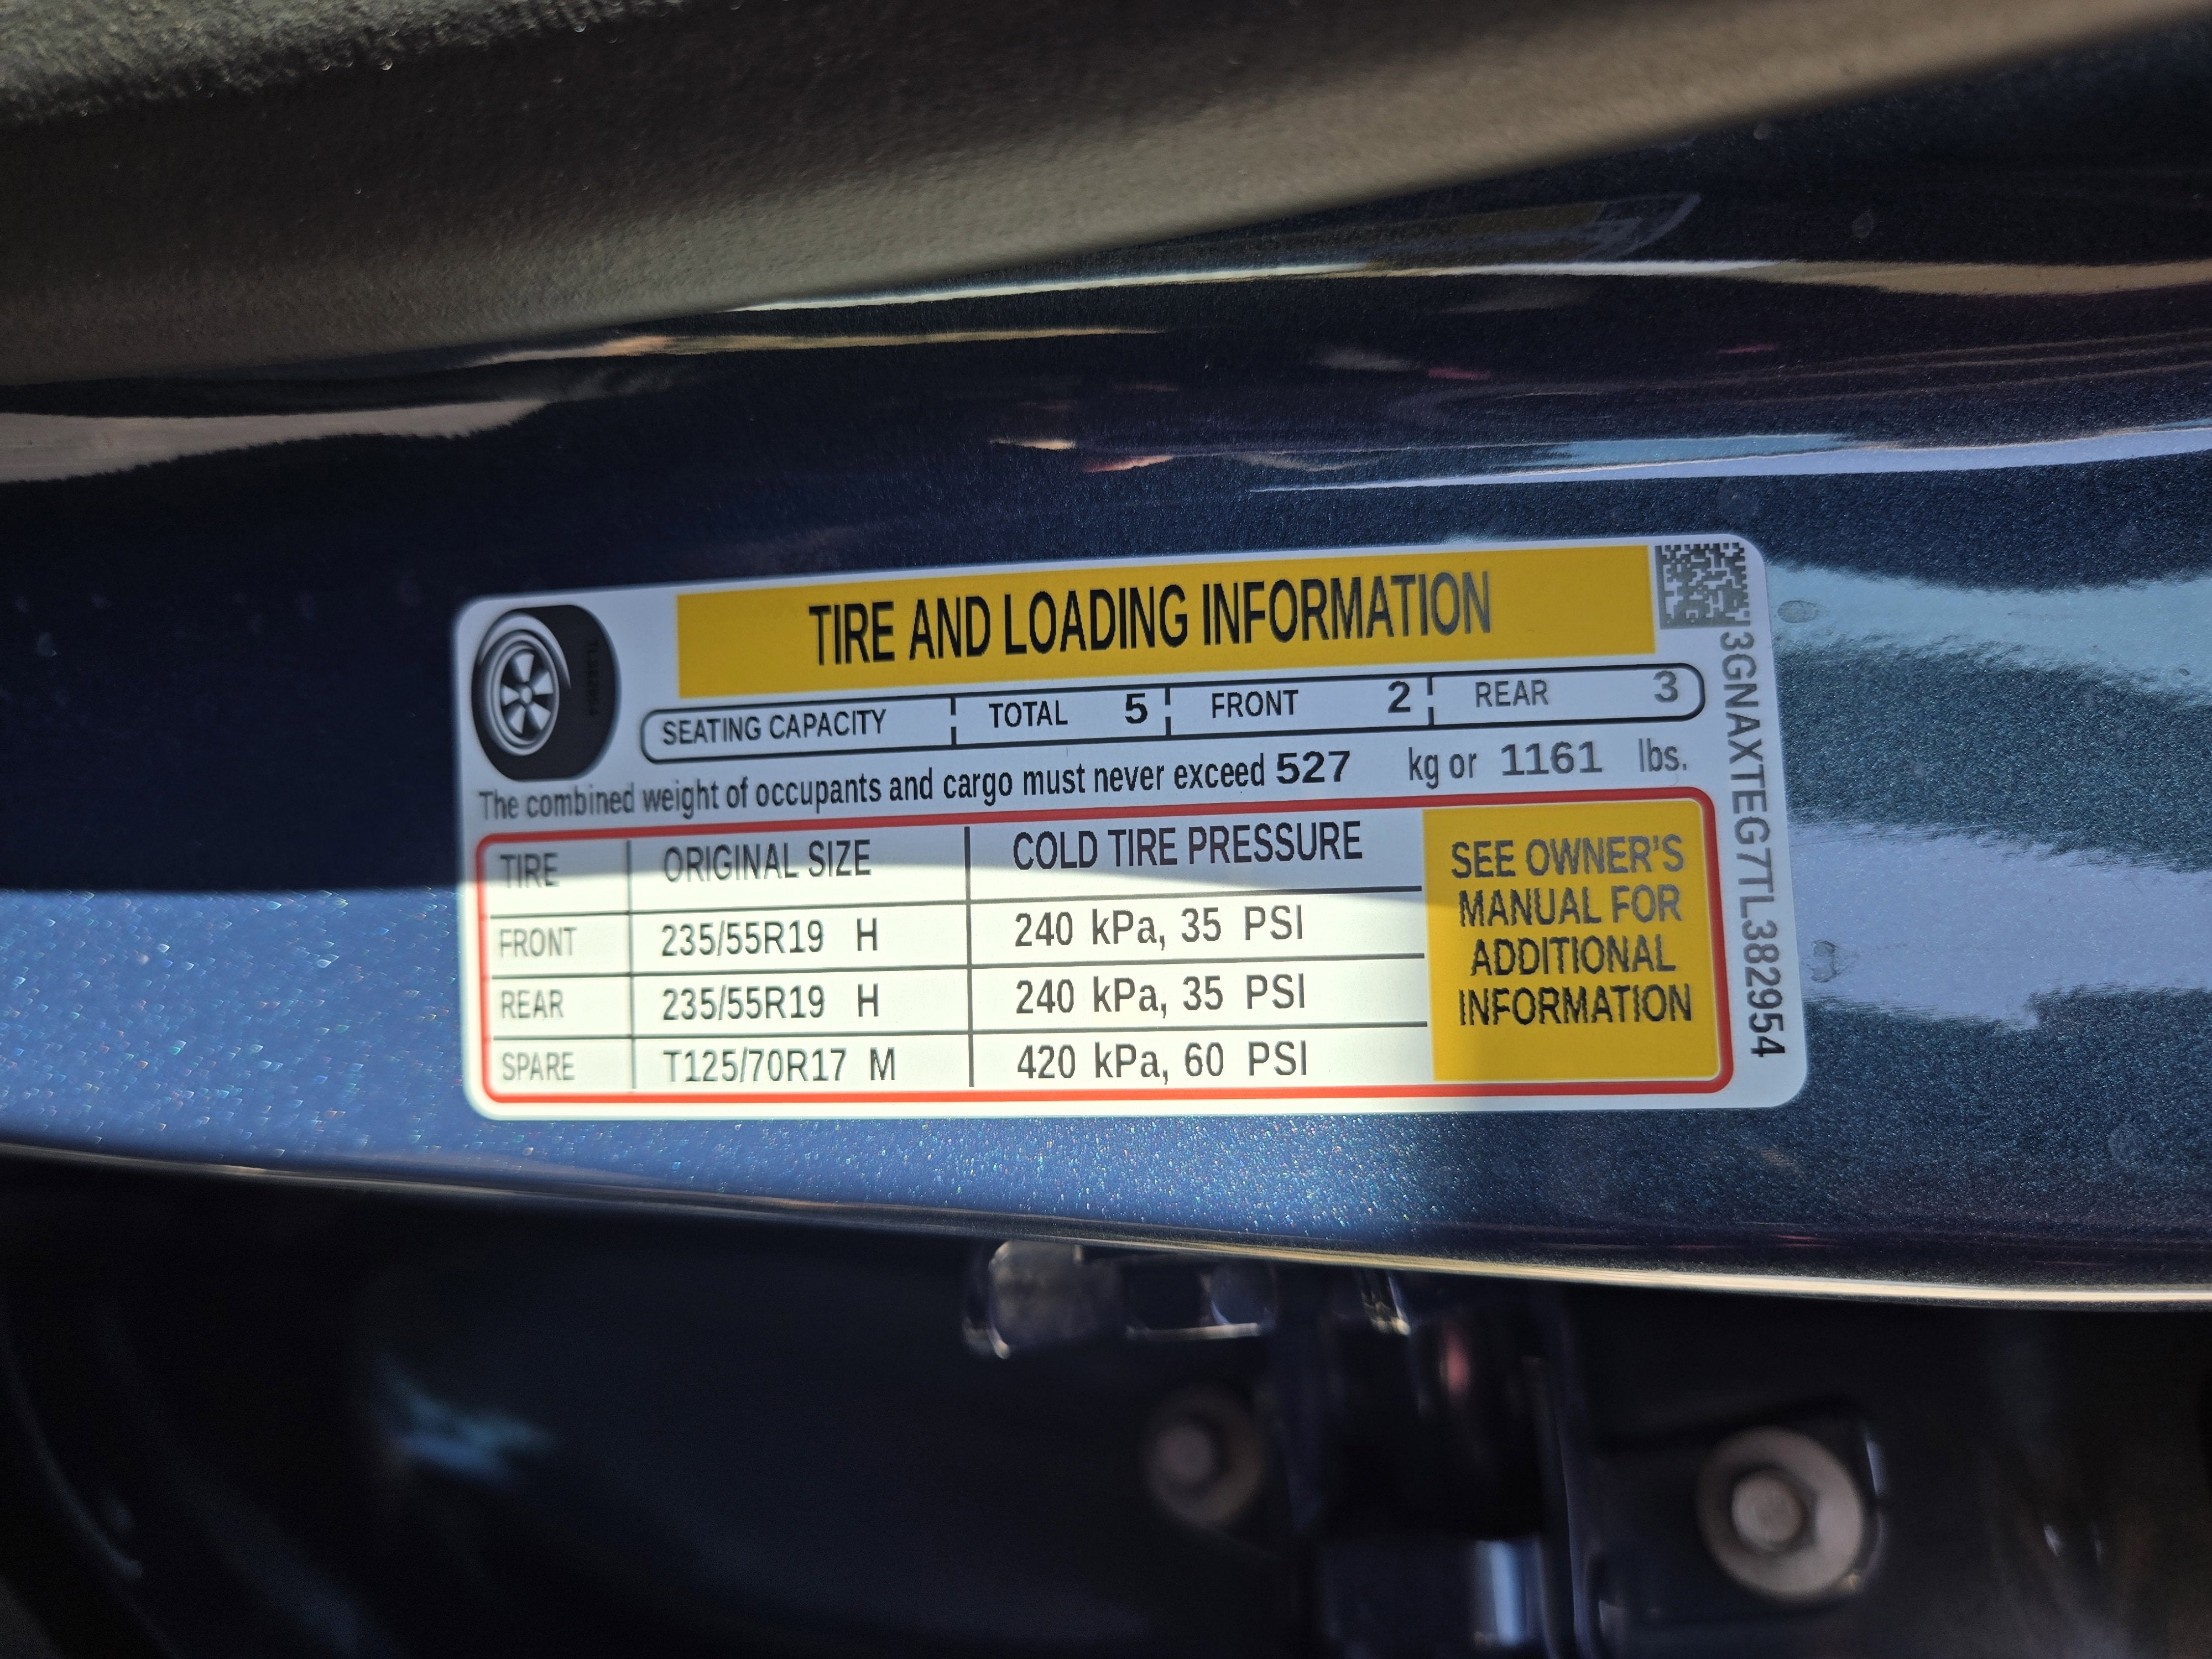 TIRE AND LOADING INFORMATION
SEATING CAPACITY TOTAL 5 FRONT 2 REAR 3
The combined weight of occupants and cargo must never exceed 527 kg or 1161 lbs.
TIRE ORIGINAL SIZE COLD TIRE PRESSURE
FRONT 235/55R19 H 240 kPa, 35 PSI
REAR 235/55R19 H 240 kPa, 35 PSI
SPARE T125/70R17 M 420 kPa, 60 PSI
SEE OWNER'S
MANUAL FOR
ADDITIONAL
INFORMATION
3GNAXTEG7TL382954